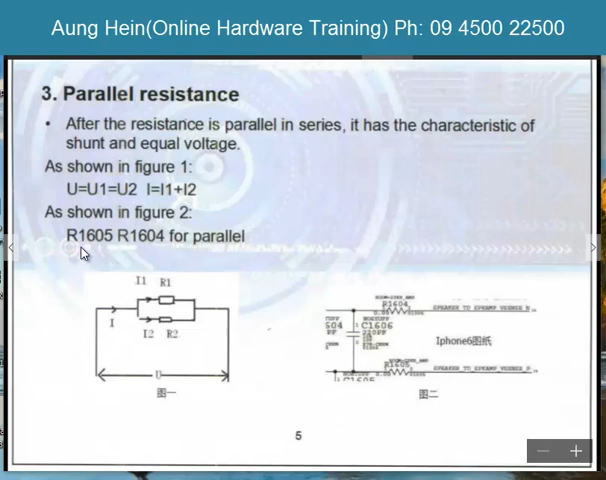 Aung Hein(Online Hardware Training) Ph: 09 4500 22500
3. Parallel resistance
• After the resistance is parallel in series, it has the characteristic of
shunt and equal voltage.
As shown in figure 1:
U=U1=U2 I=I1+I2
As shown in figure 2:
R1605 R1604 for parallel
I1 R1
I
I2 R2
U
图一
R1604
C1606
220PF
Iphone6图纸
R1605
C1605
图二
5